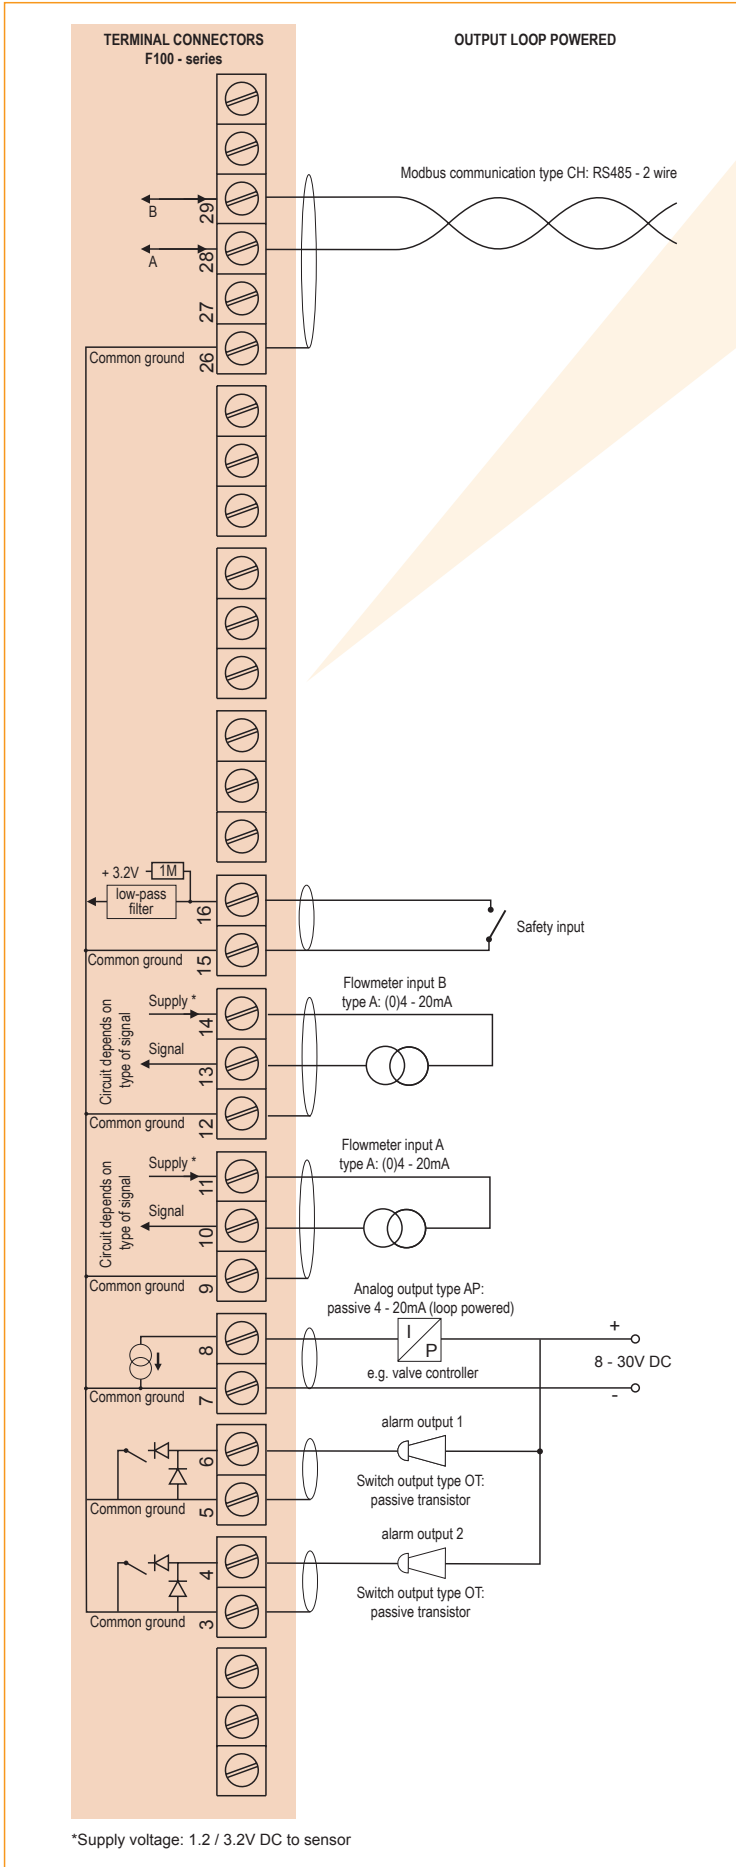 TERMINAL CONNECTORS
F100 - series
OUTPUT LOOP POWERED
Modbus communication type CH: RS485 - 2 wire
B
29
A
28
27
Common ground
26
+ 3.2V
1M
low-pass
filter
16
Safety input
Common ground
15
Flowmeter input B
type A: (0)4 - 20mA
Circuit depends on
type of signal
Supply *
14
Signal
13
Common ground
12
Flowmeter input A
type A: (0)4 - 20mA
Circuit depends on
type of signal
Supply *
11
Signal
10
Common ground
9
Analog output type AP:
passive 4 - 20mA (loop powered)
8
I
P
+
8 - 30V DC
e.g. valve controller
Common ground
7
-
alarm output 1
6
Switch output type OT:
passive transistor
Common ground
5
alarm output 2
4
Switch output type OT:
passive transistor
Common ground
3
*Supply voltage: 1.2 / 3.2V DC to sensor